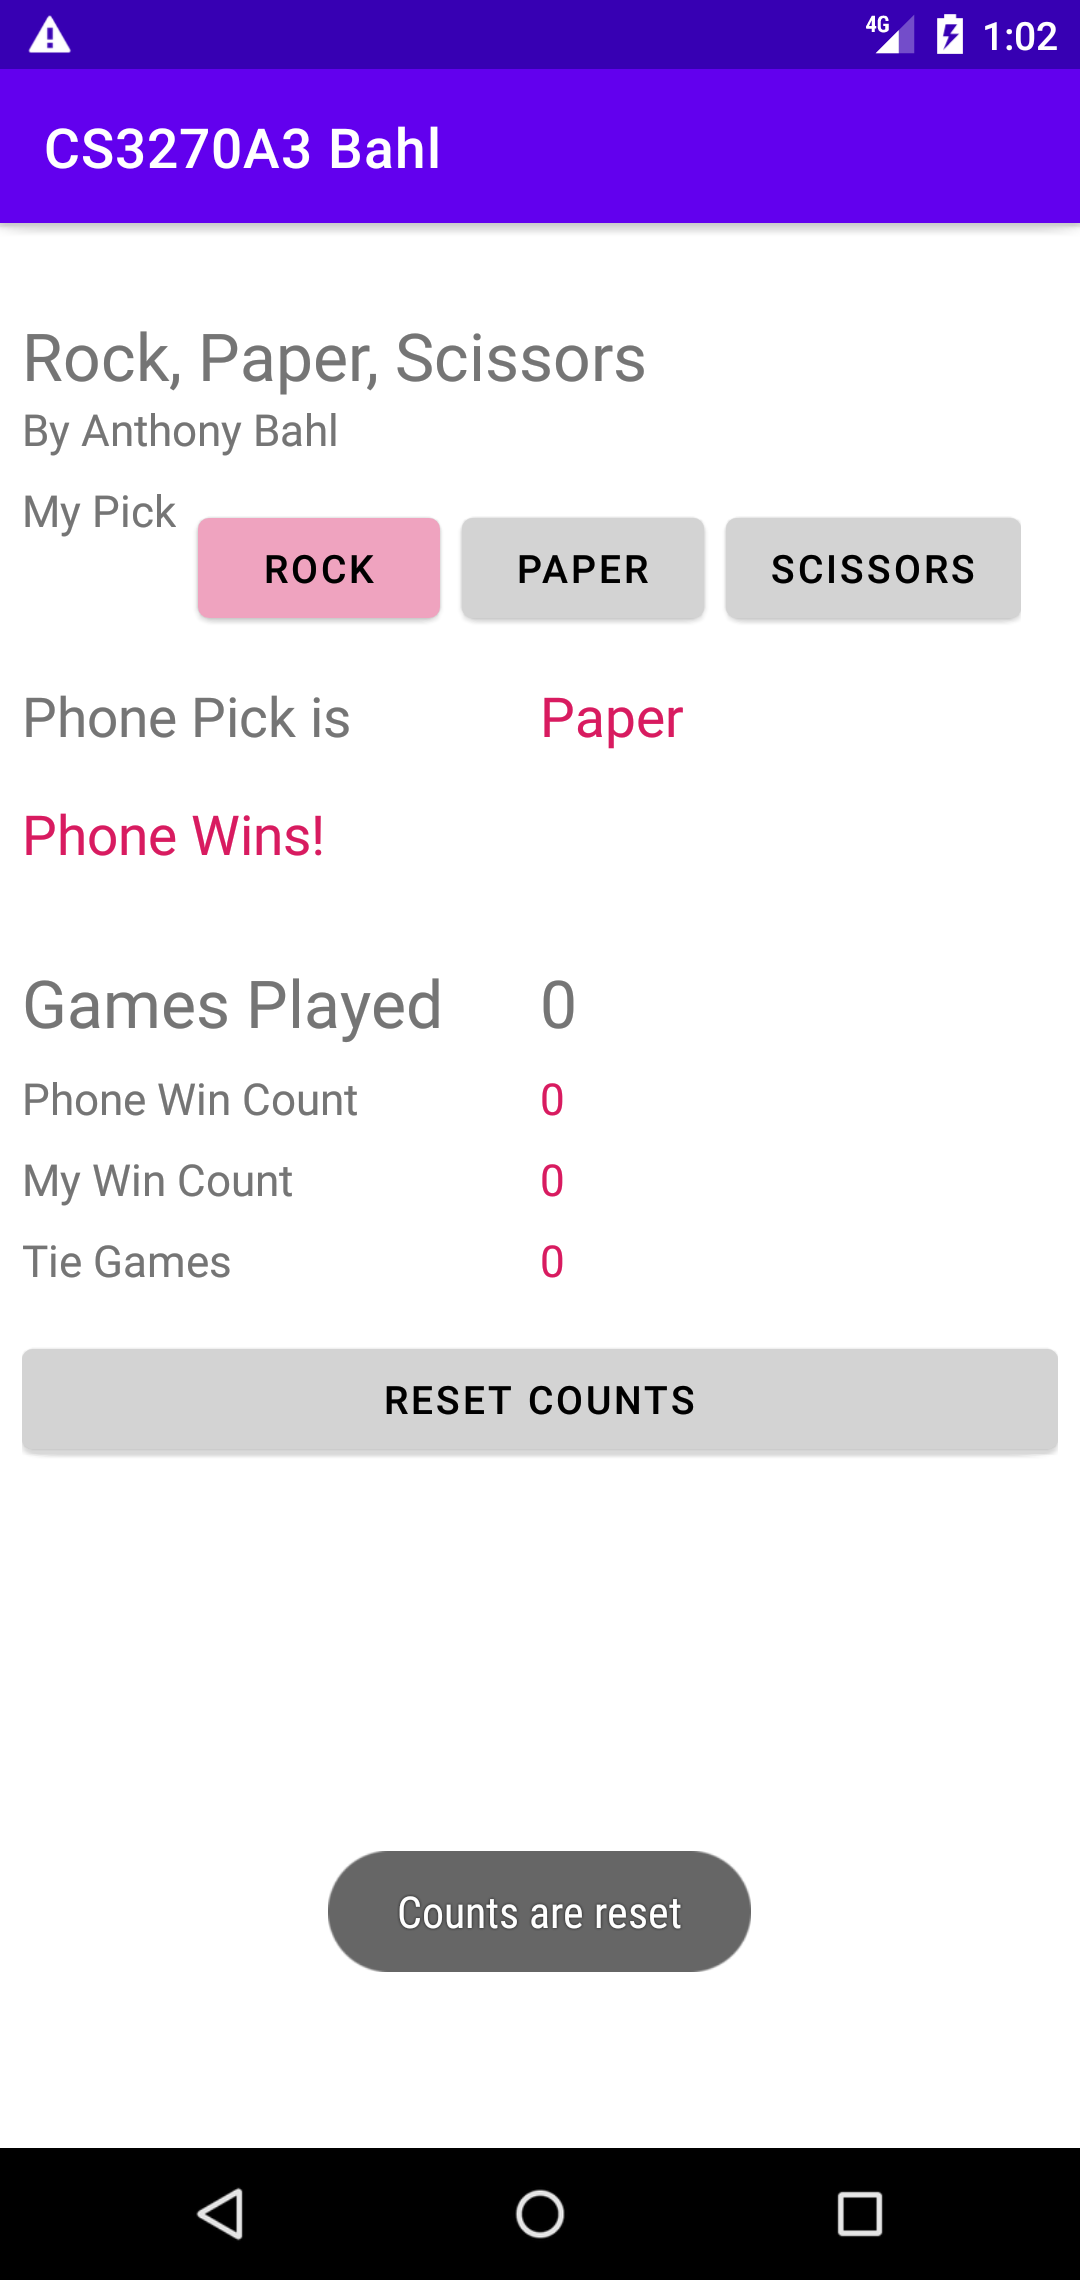 4G 1:02
CS3270A3 Bahl
Rock, Paper, Scissors
By Anthony Bahl
My Pick
ROCK PAPER SCISSORS
Phone Pick is Paper
Phone Wins!
Games Played 0
Phone Win Count 0
My Win Count 0
Tie Games 0
RESET COUNTS
Counts are reset